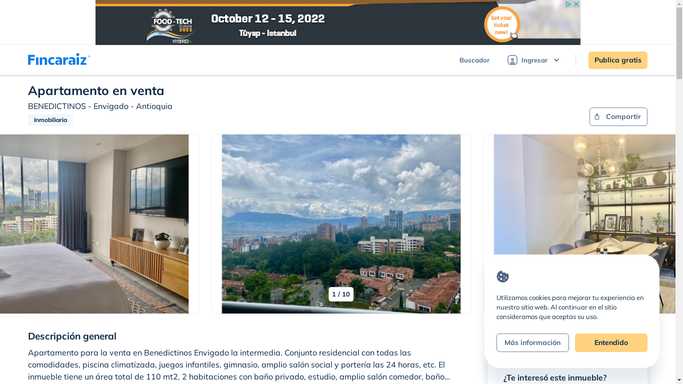 FOOD-TECH
October 12 - 15, 2022
Tüyap - Istanbul
Get your
ticket
now!
Fincaraiz
Buscador
Ingresar
Publica gratis
Apartamento en venta
BENEDICTINOS - Envigado - Antioquia
Inmobiliaria
Compartir
1 / 10
Utilizamos cookies para mejorar tu experiencia en
nuestro sitio web. Al continuar en el sitio
consideramos que aceptas su uso.
Más información
Entendido
Descripción general
Apartamento para la venta en Benedictinos Envigado la intermedia. Conjunto residencial con todas las
comodidades, piscina climatizada, juegos infantiles, gimnasio, amplio salón social y portería las 24 horas, etc. El
inmueble tiene un área total de 110 mt2, 2 habitaciones con baño privado, estudio, amplio salón comedor, baño...
¿Te interesó este inmueble?